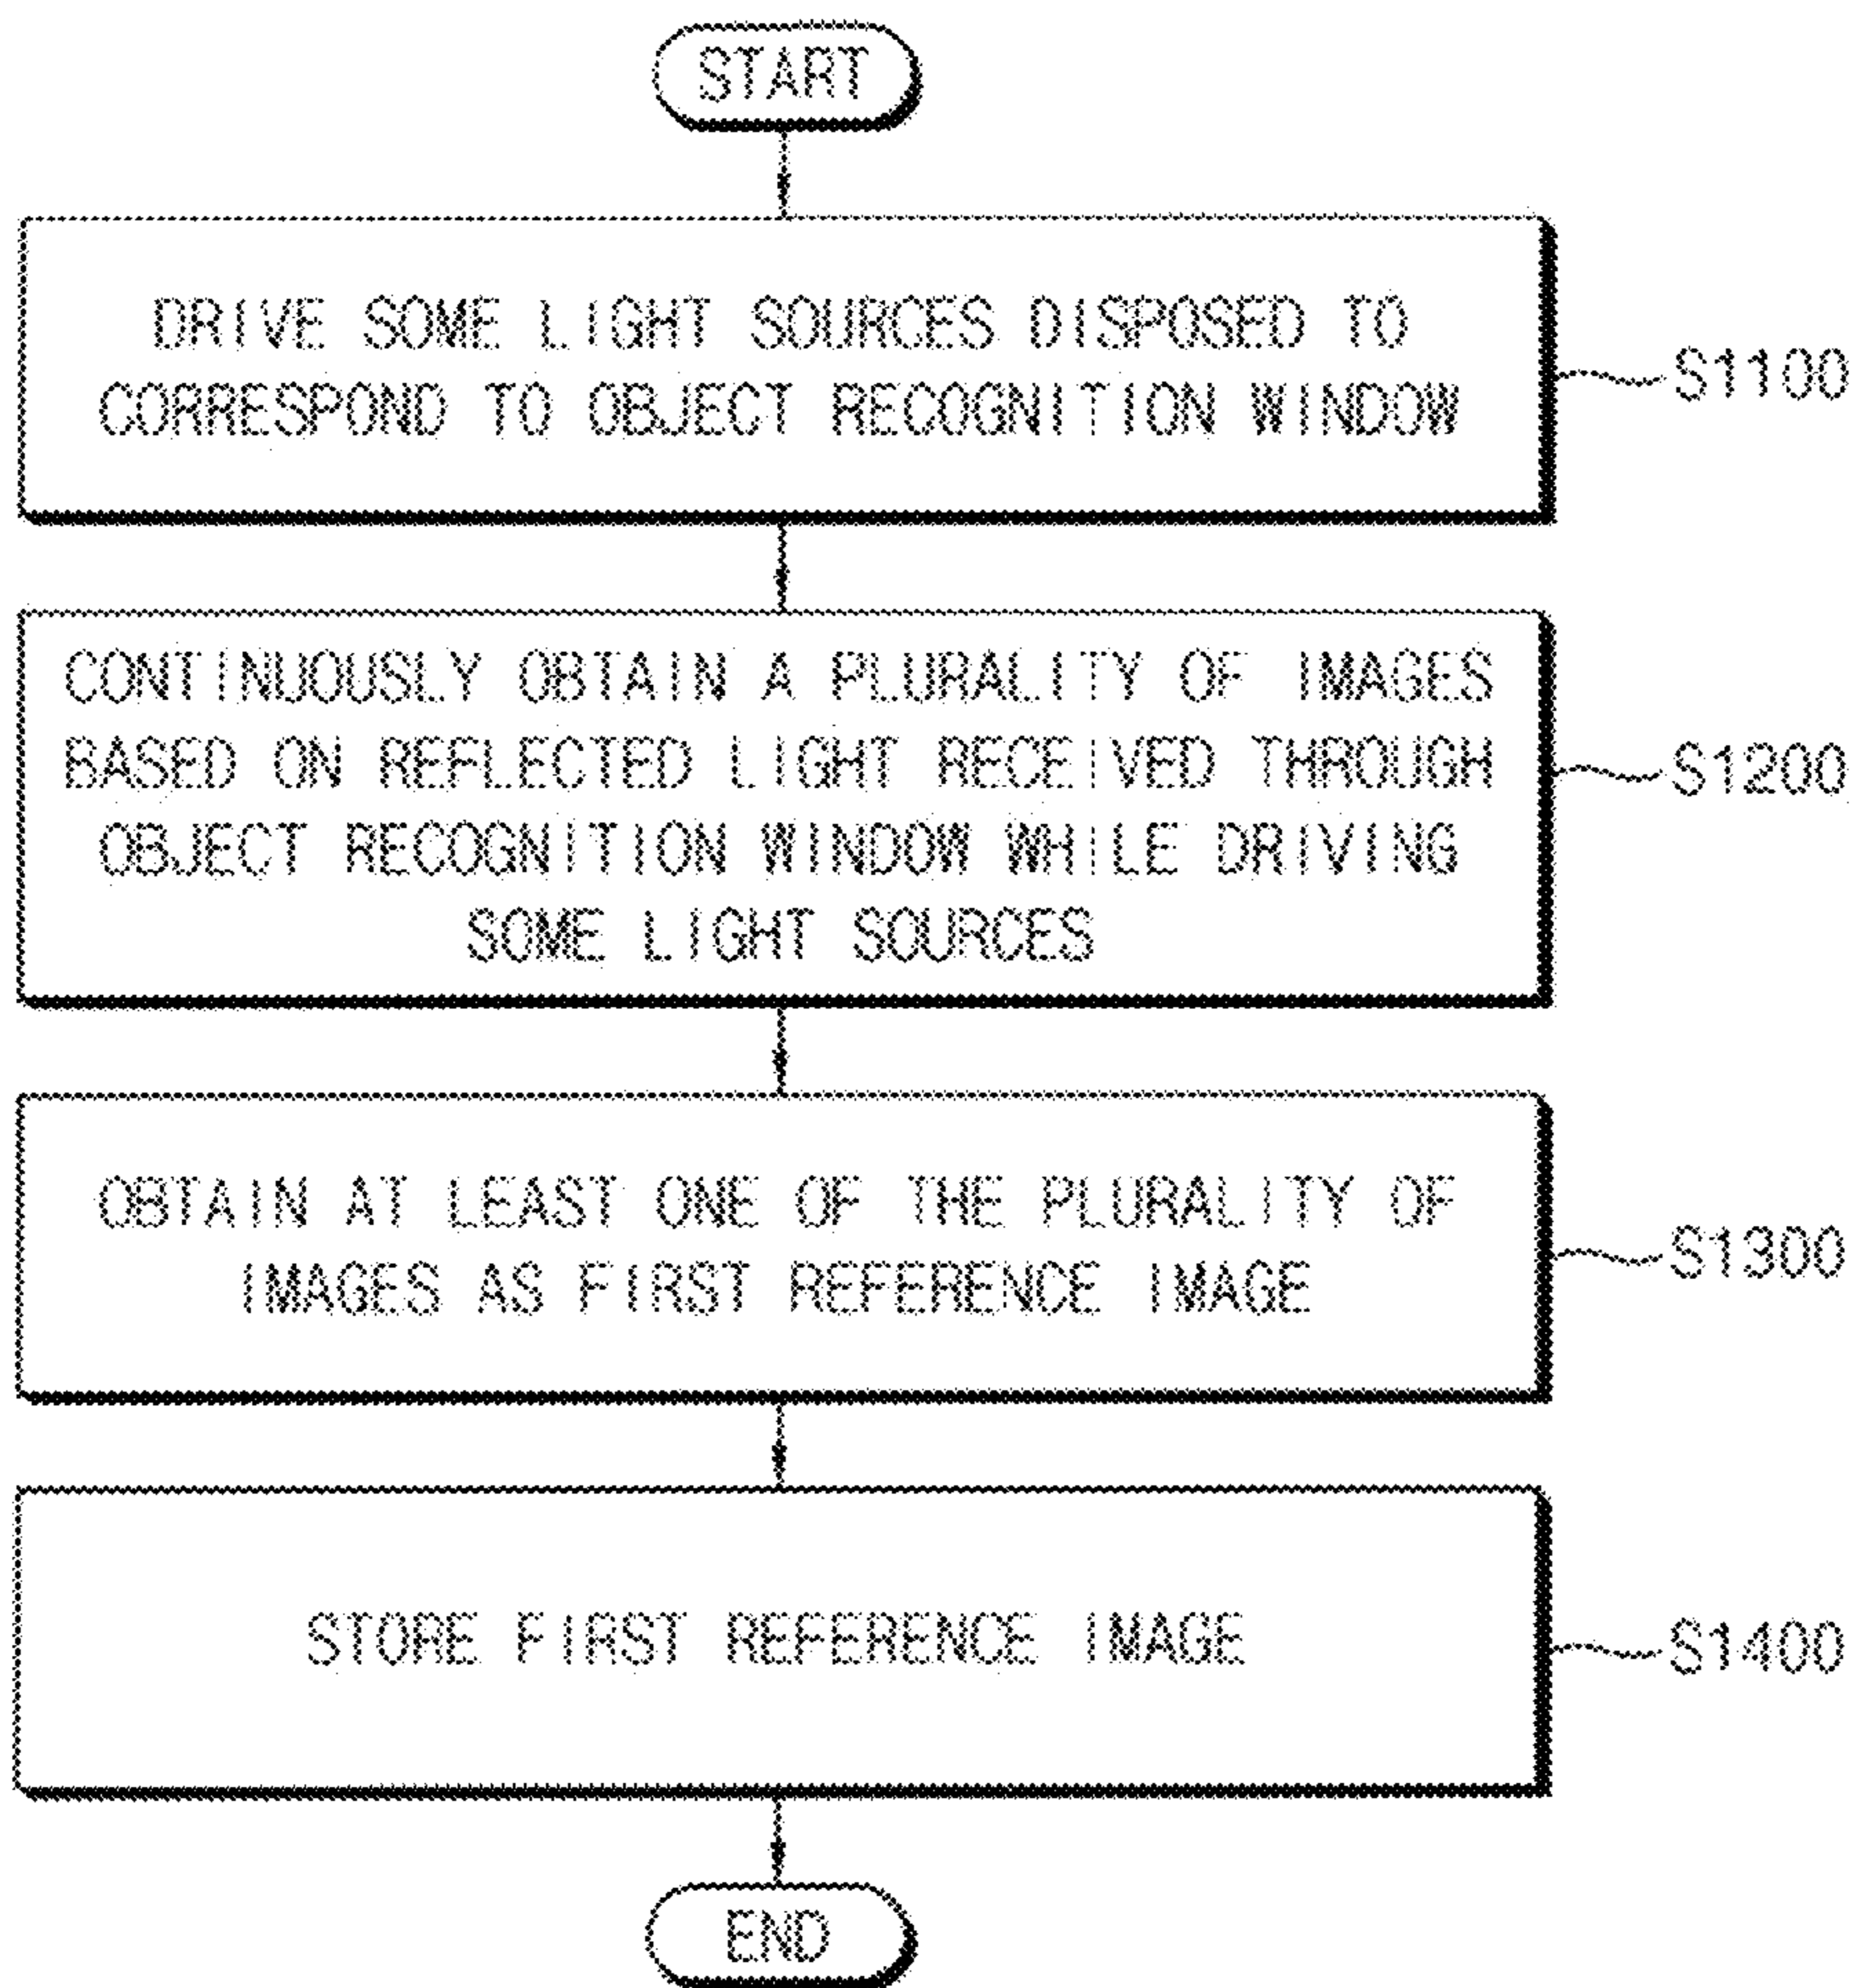 START
DRIVE SOME LIGHT SOURCES DISPOSED TO
CORRESPOND TO OBJECT RECOGNITION WINDOW
S1100
CONTINUOUSLY OBTAIN A PLURALITY OF IMAGES
BASED ON REFLECTED LIGHT RECEIVED THROUGH
OBJECT RECOGNITION WINDOW WHILE DRIVING
SOME LIGHT SOURCES
S1200
OBTAIN AT LEAST ONE OF THE PLURALITY OF
IMAGES AS FIRST REFERENCE IMAGE
S1300
STORE FIRST REFERENCE IMAGE
S1400
END